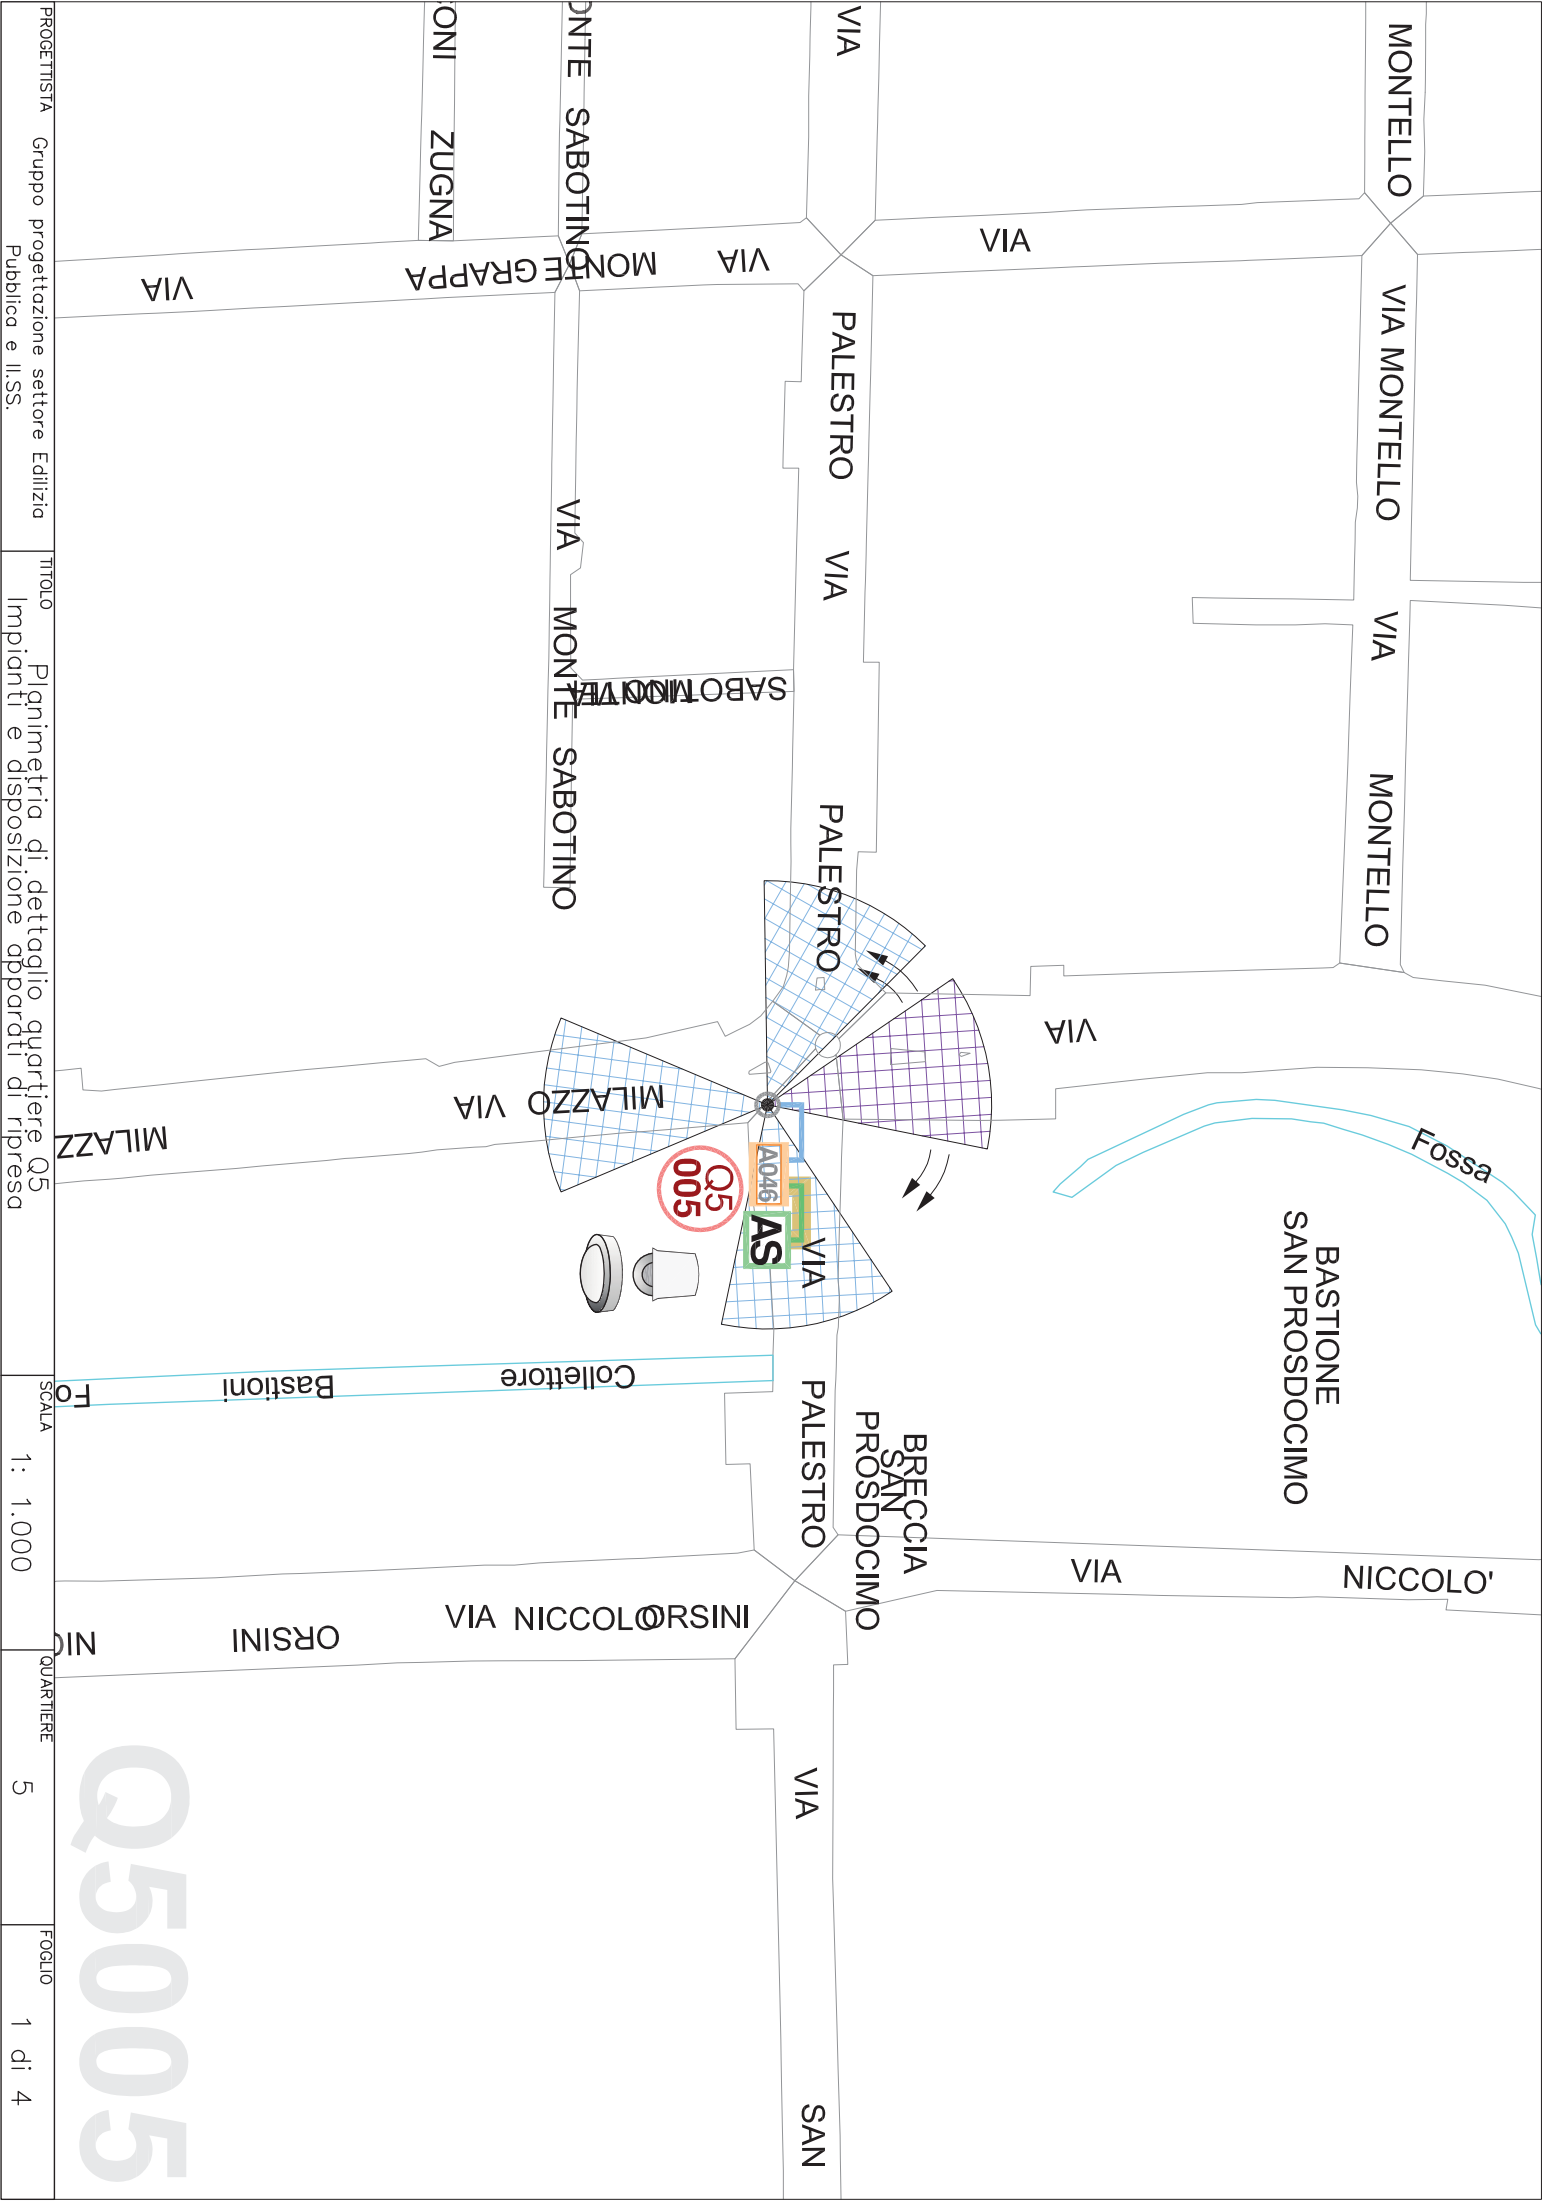 MONTELLO
VIA MONTELLO
VIA
MONTELLO
VIA
VIA
Fossa
BASTIONE
SAN PROSDOCIMO
VIA
NICCOLO'
VIA
PALESTRO
VIA
PALESTRO
VIA
PALESTRO
BRECCIA
SAN
PROSDOCIMO
VIA
SAN
ONTE SABOTINO
ONI ZUGNA
VIA
MONTE GRAPPA
VIA
VIA
MONTE
SABOTINO
SABOTINO
MONTE
VIA
MILAZZO
VIA
MILAZZ
A046
AS
Q5
005
Collettore
Bastioni
Fo
VIA NICCOLO'
ORSINI
ORSINI
NIC
Q5005
PROGETTISTA
Gruppo progettazione settore Edilizia
Pubblica e II.SS.
TITOLO
Planimetria di dettaglio quartiere Q5
Impianti e disposizione apparati di ripresa
SCALA
1: 1.000
QUARTIERE
5
FOGLIO
1 di 4